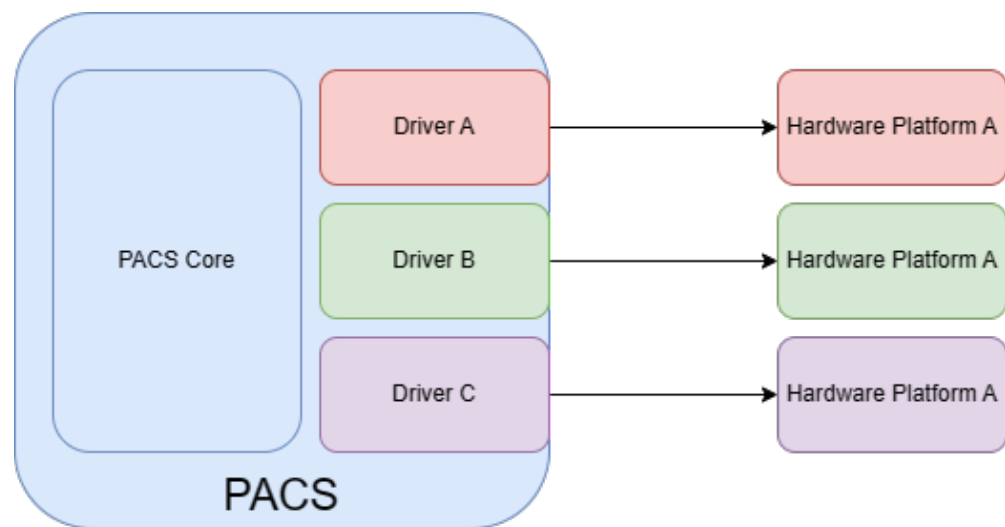 Driver A
Hardware Platform A
PACS Core
Driver B
Hardware Platform A
Driver C
Hardware Platform A
PACS